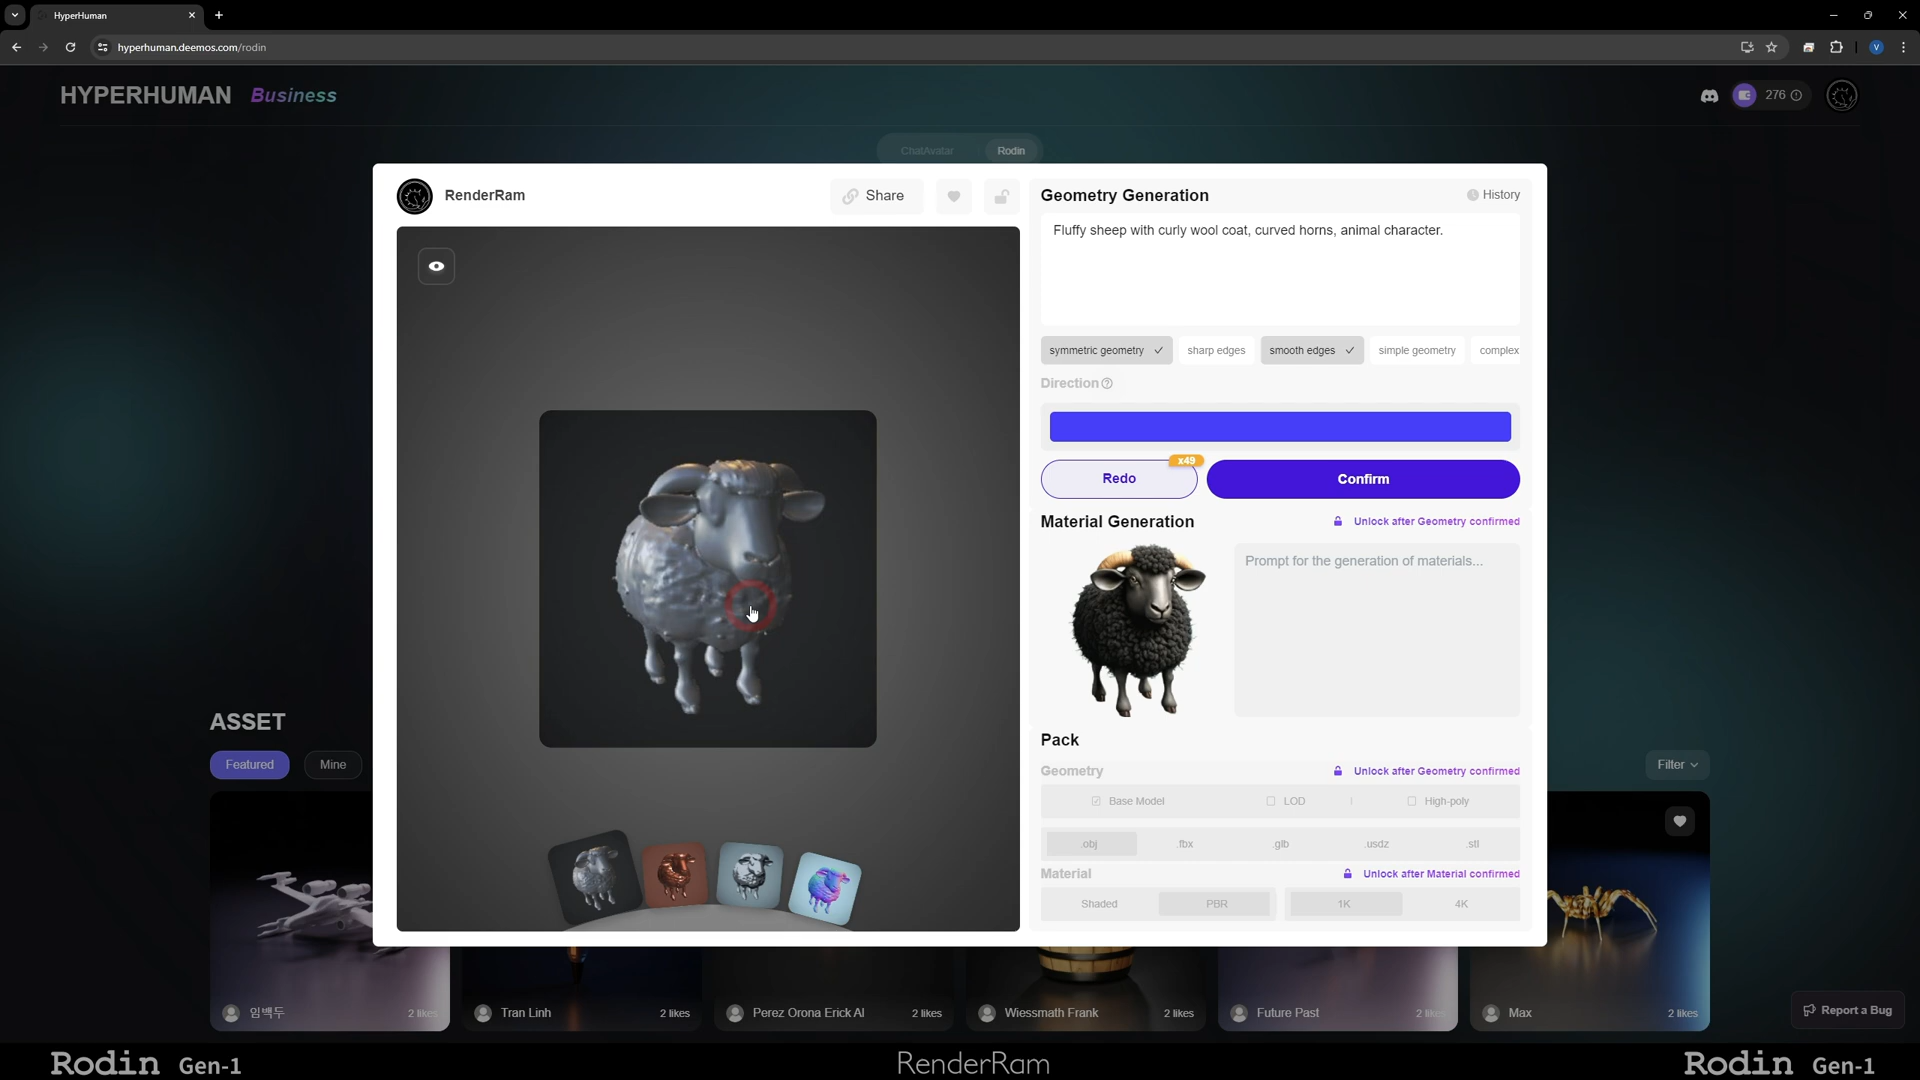 HyperHuman
hyperhuman.deemos.com/rodin
V
HYPERHUMAN Business
276
ChatAvatar Rodin
RenderRam
Share
Geometry Generation
History
Fluffy sheep with curly wool coat, curved horns, animal character.
symmetric geometry sharp edges smooth edges simple geometry complex
Direction
x49
Redo Confirm
Material Generation
Unlock after Geometry confirmed
Prompt for the generation of materials...
ASSET
Featured Mine
Filter
Pack
Geometry
Unlock after Geometry confirmed
Base Model LOD High-poly
.obj .fbx .glb .usdz .stl
Material
Unlock after Material confirmed
Shaded PBR 1K 4K
임백두 2 likes
Tran Linh 2 likes
Perez Orona Erick Al 2 likes
Wiessmath Frank 2 likes
Future Past 2 likes
Max 2 likes
Report a Bug
Rodin Gen-1
RenderRam
Rodin Gen-1